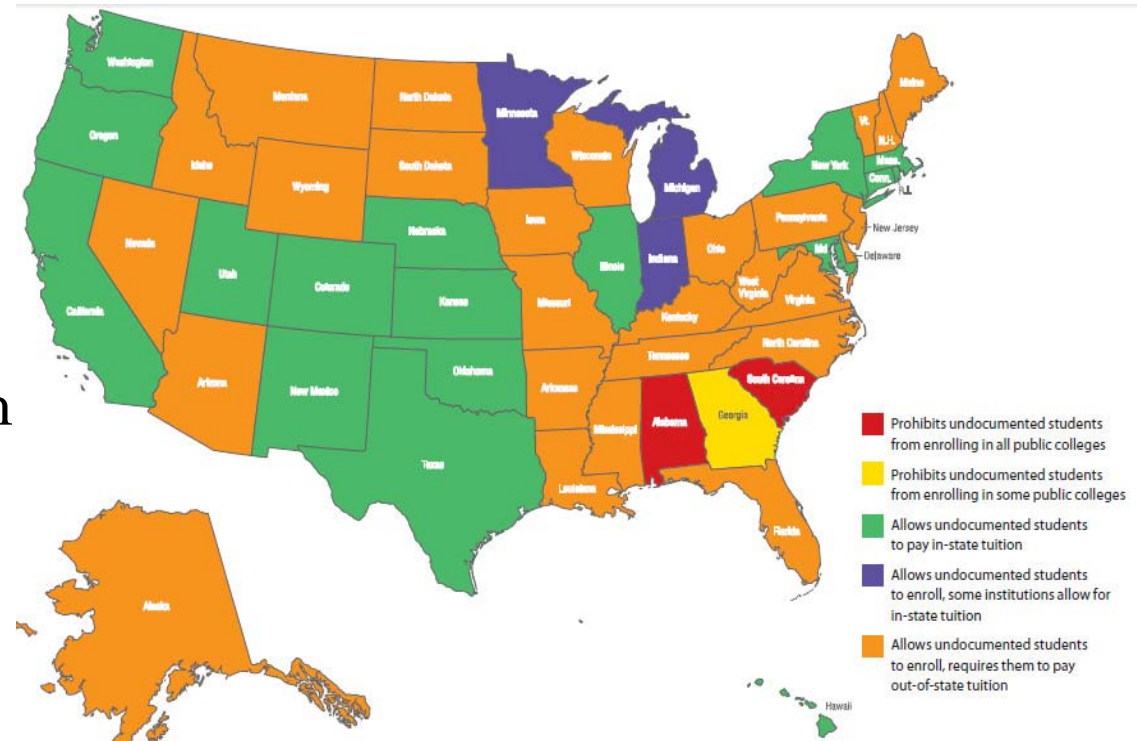 Washington
Montana
North Dakota
Minnesota
Maine
Oregon
Idaho
Wyoming
South Dakota
Wisconsin
Michigan
Vt.
N.H.
New York
Mass.
Conn.
R.I.
Nevada
Utah
Colorado
Nebraska
Kansas
Iowa
Illinois
Indiana
Ohio
Pennsylvania
New Jersey
Md
Delaware
West
Virginia
Virginia
Kentucky
Missouri
California
Arizona
New Mexico
Oklahoma
Arkansas
Tennessee
North Carolina
South Carolina
Texas
Louisiana
Mississippi
Alabama
Georgia
Florida
n
Alaska
Hawaii
Prohibits undocumented students
from enrolling in all public colleges
Prohibits undocumented students
from enrolling in some public colleges
Allows undocumented students
to pay in-state tuition
Allows undocumented students
to enroll, some institutions allow for
in-state tuition
Allows undocumented students
to enroll, requires them to pay
out-of-state tuition